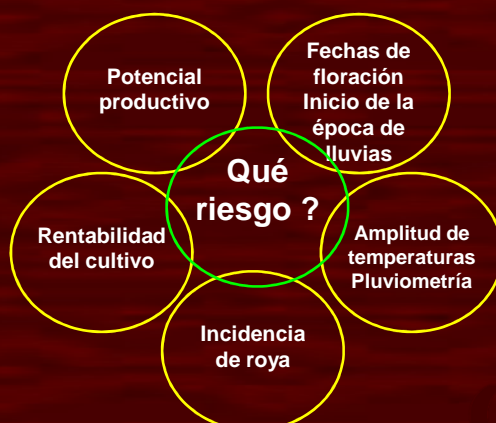 Potencial
productivo
Fechas de
floración
Inicio de la
época de
lluvias
Qué
riesgo ?
Rentabilidad
del cultivo
Amplitud de
temperaturas
Pluviometría
Incidencia
de roya